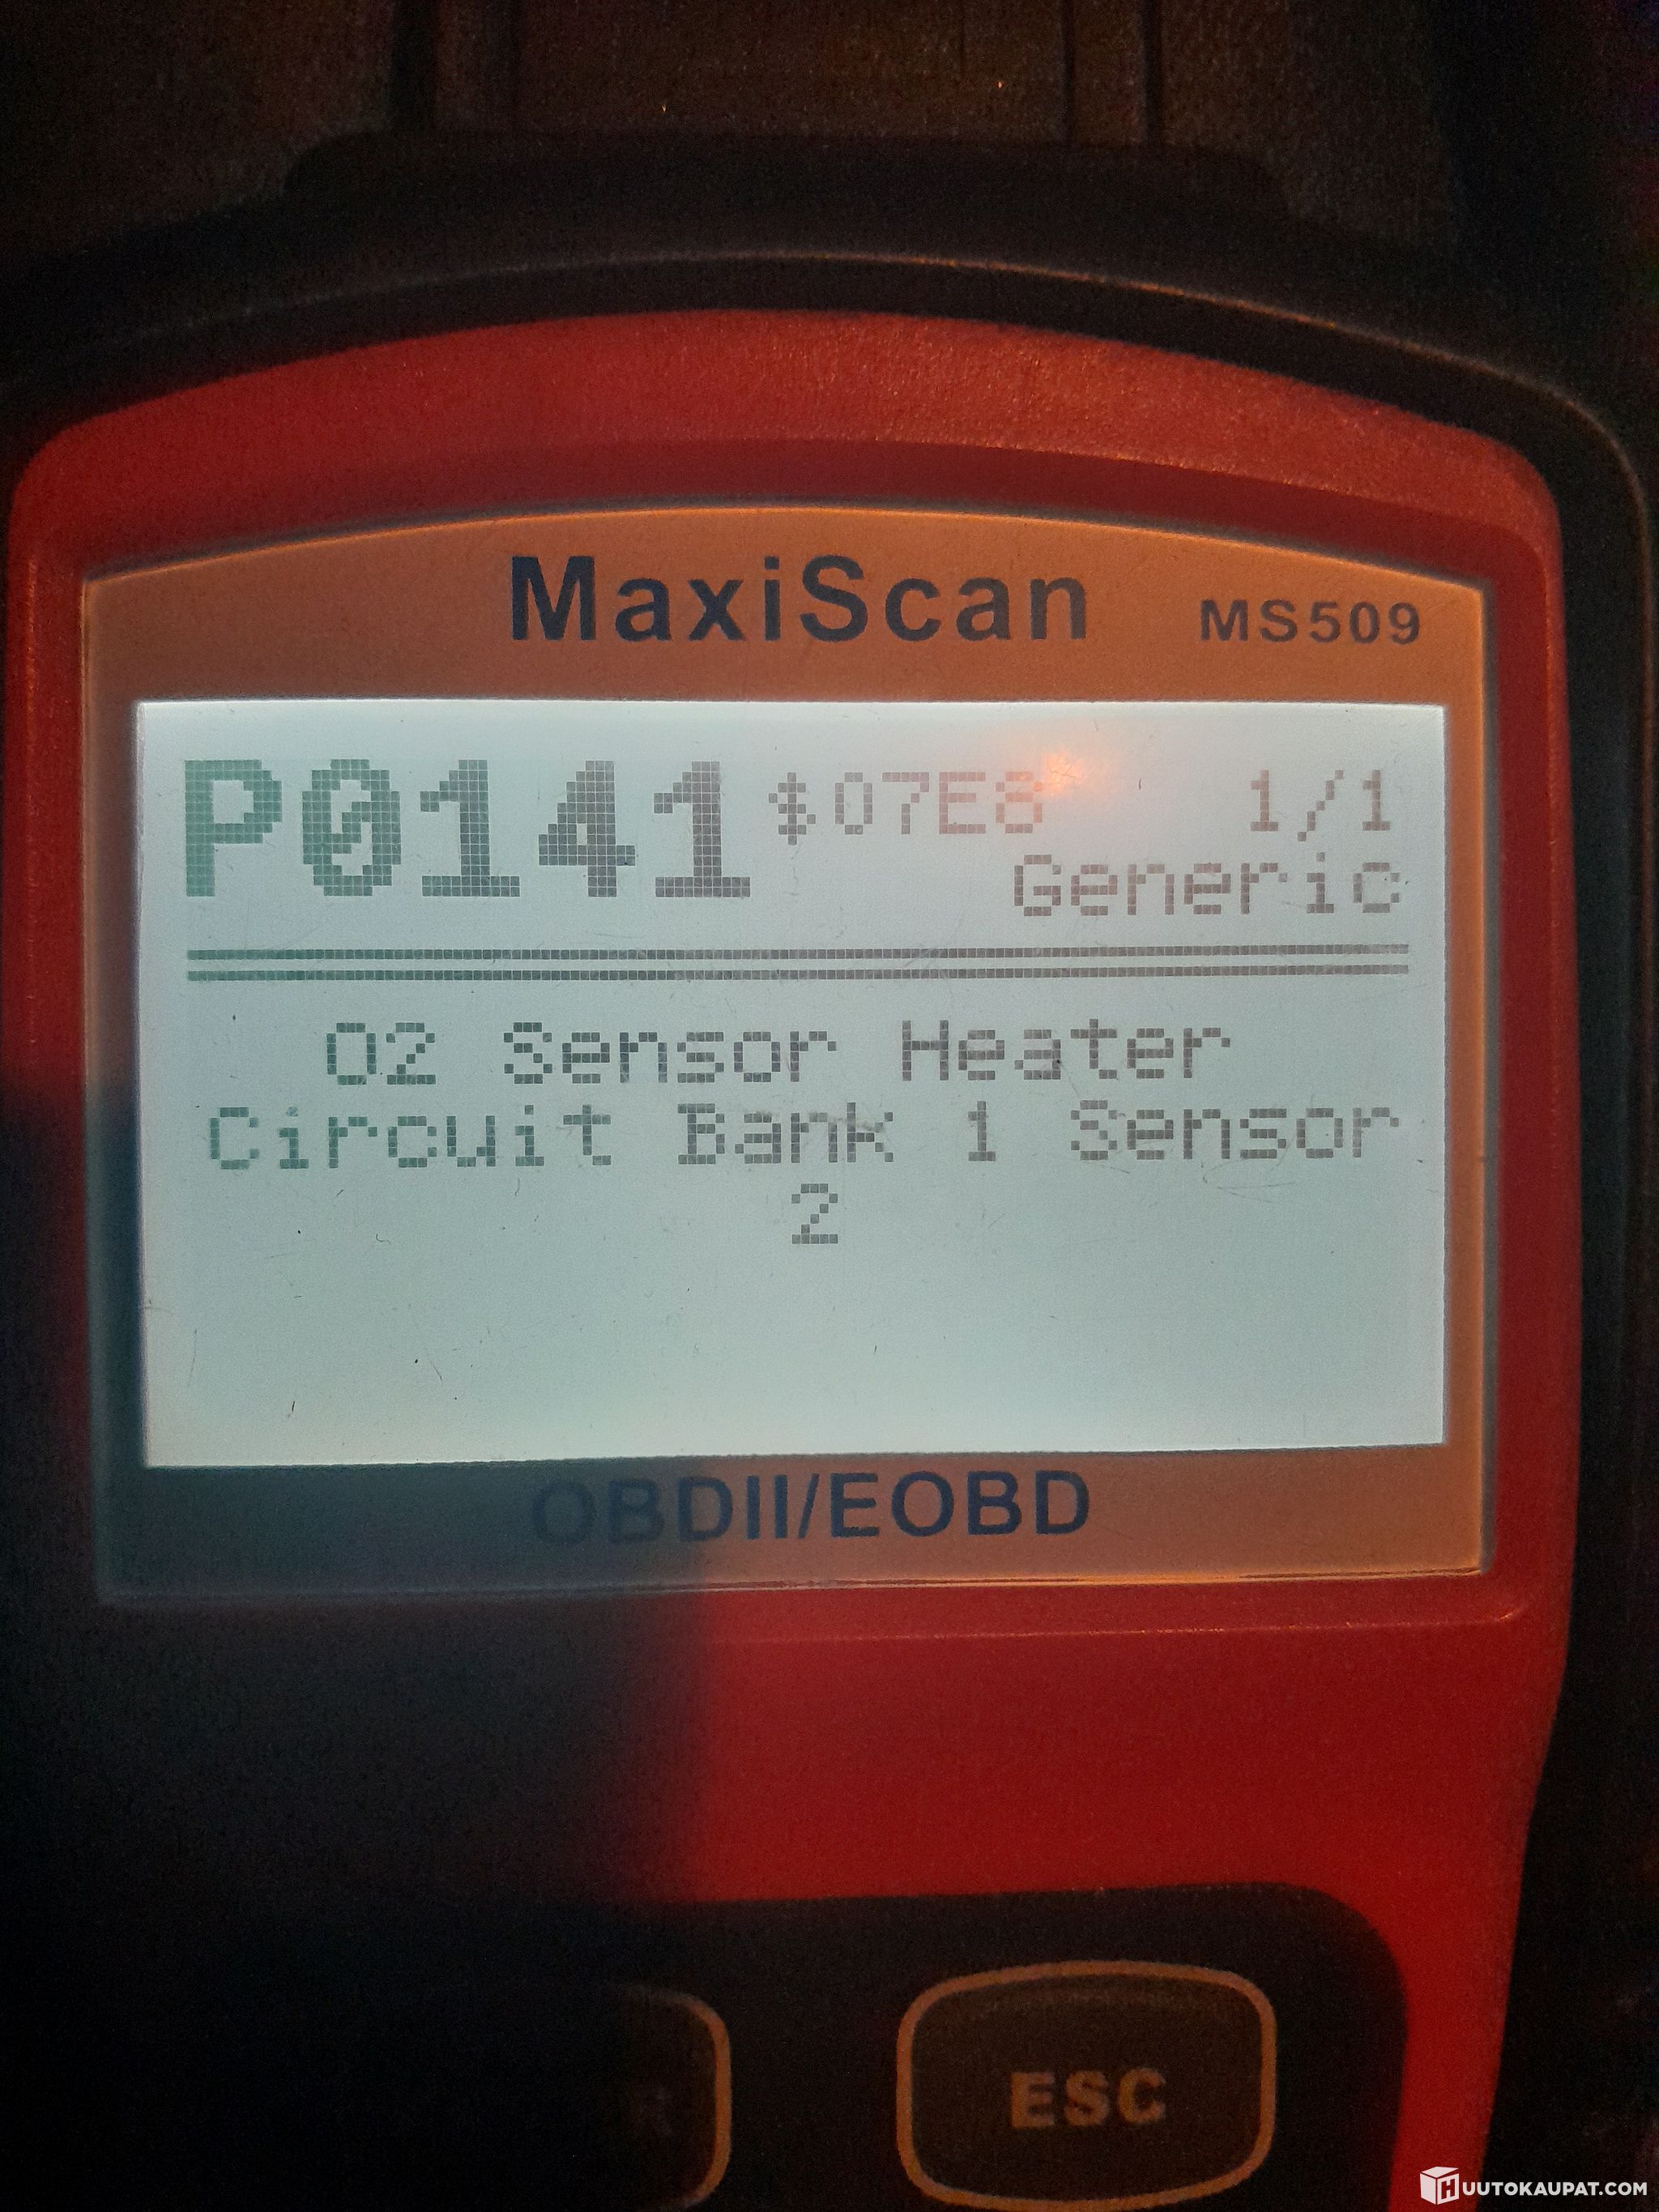 MaxiScan MS509
P0141 $07E8 1/1
Generic
O2 Sensor Heater
Circuit Bank 1 Sensor
2
OBDII/EOBD
ESC
HUUTOKAUPAT.COM